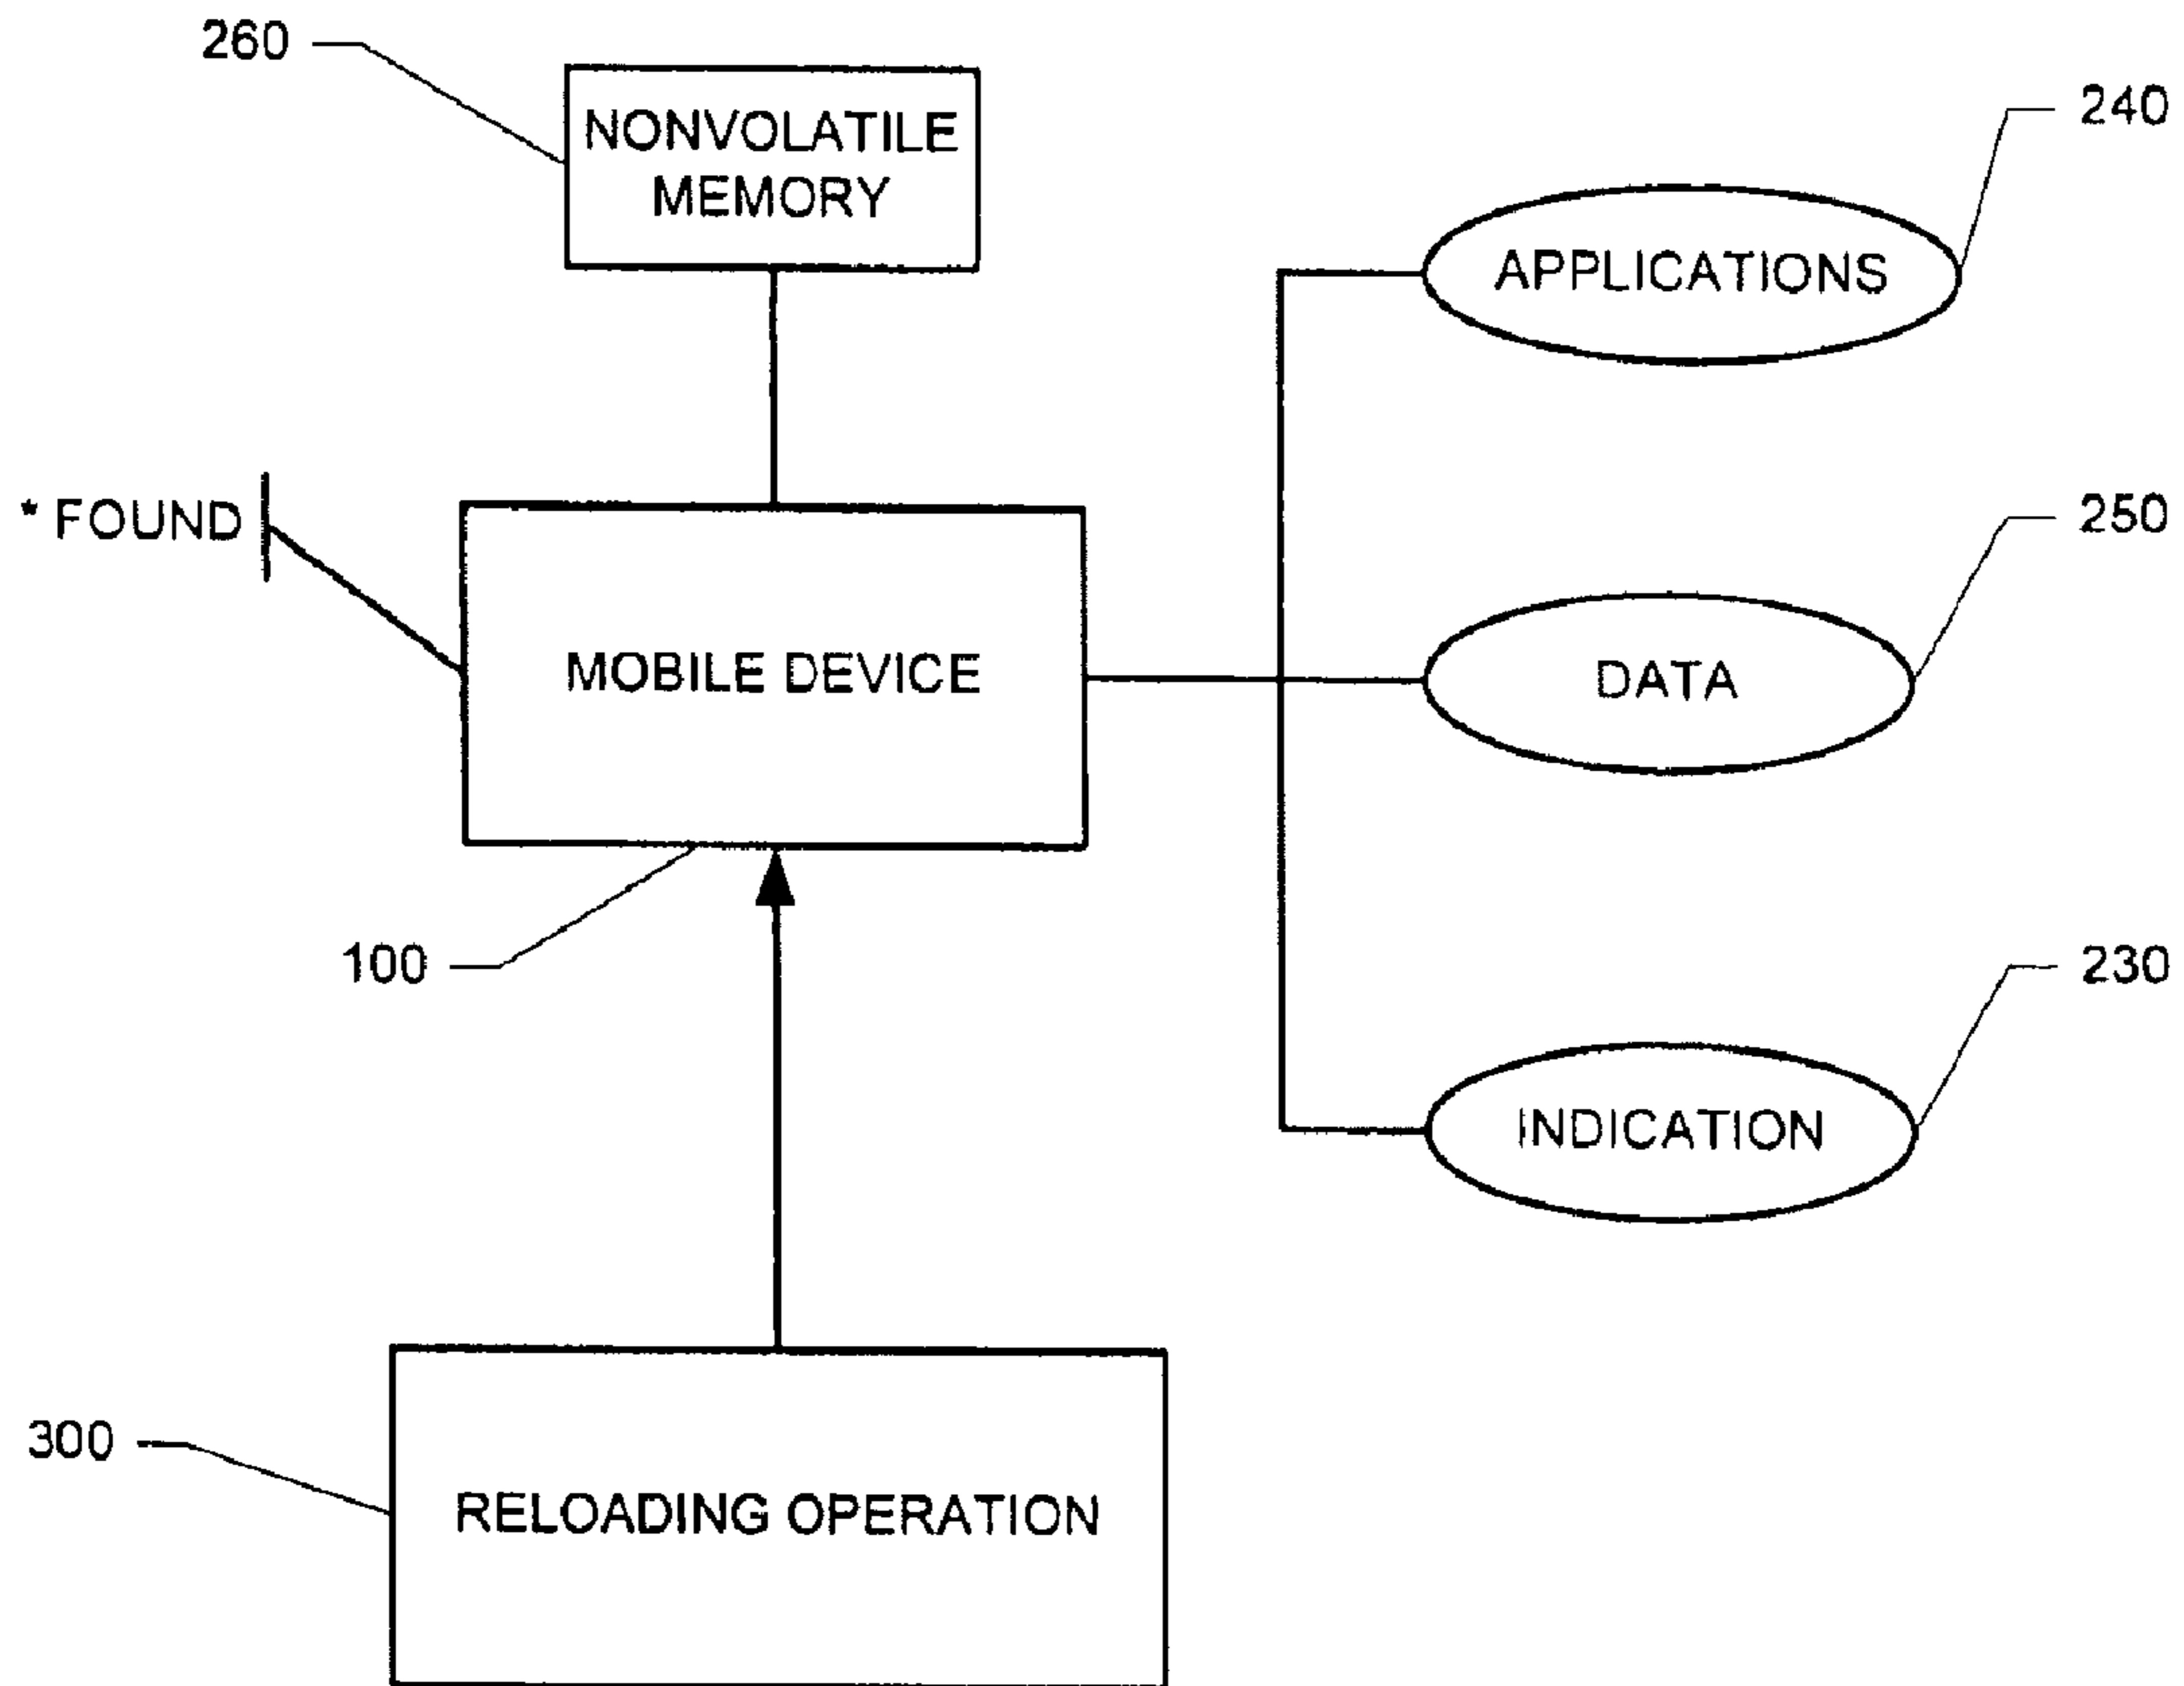 260
NONVOLATILE
MEMORY
240
APPLICATIONS
* FOUND
250
MOBILE DEVICE
DATA
100
230
INDICATION
300
RELOADING OPERATION